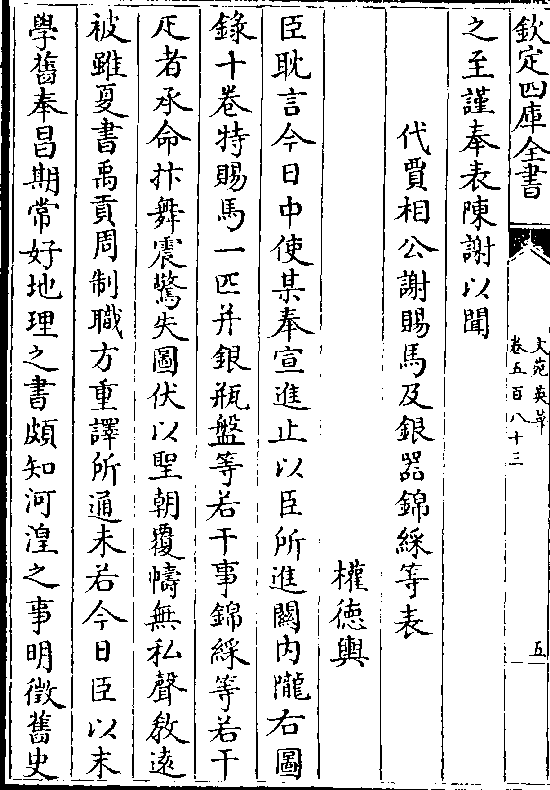 欽定四庫全書
文苑英華
卷五百八十三
五
之至謹奉表陳謝以聞
代賈相公謝賜馬及銀器錦綵等表
權德輿
臣耽言今日中使某奉宣進止以臣所進關内隴右圖
錄十卷特賜馬一匹并銀瓶盤等若干事錦綵等若干
疋者承命抃舞震驚失圖伏以聖朝覆幬無私聲敎遠
被雖夏書禹貢周制職方重譯所通未若今日臣以末
學舊奉昌期常好地理之書頗知河湟之事明徵舊史